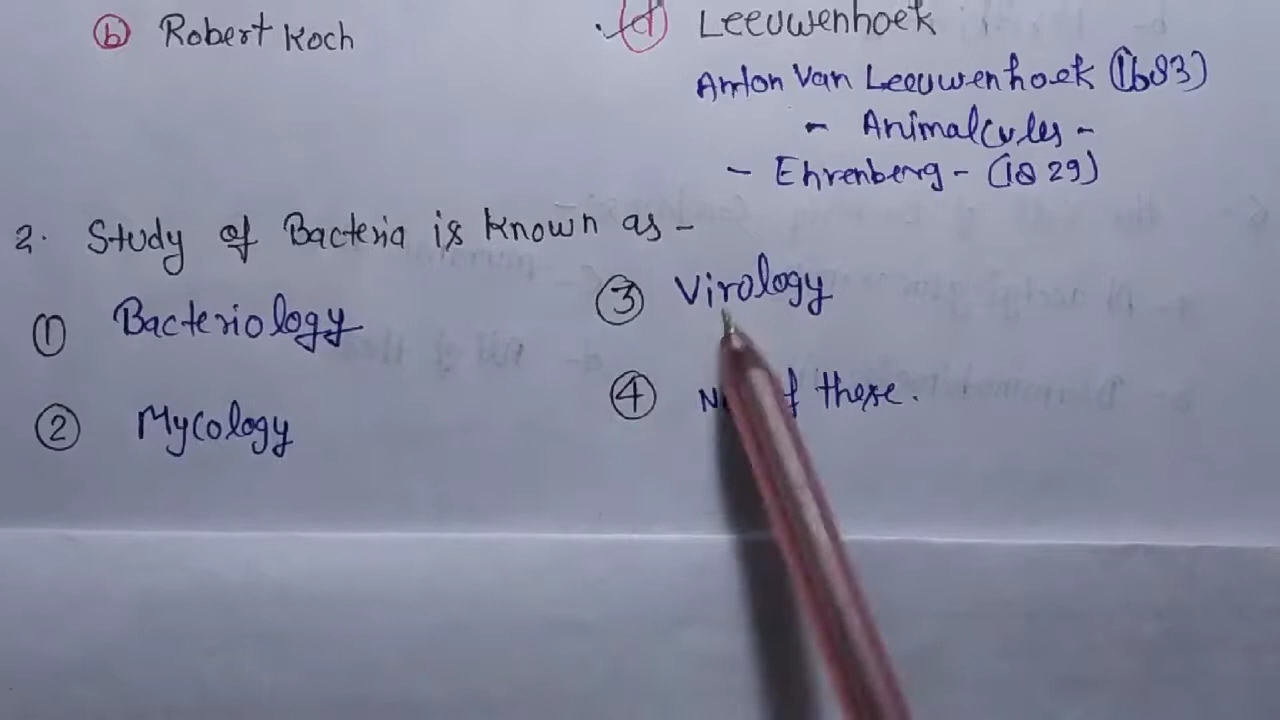 ⓑ Robert Koch
ⓓ Leeuwenhoek
Anton Van Leeuwenhoek (1683)
- Animalcules -
- Ehrenberg - (1829)
2. Study of Bacteria is known as -
① Bacteriology
③ Virology
② Mycology
④ of these.